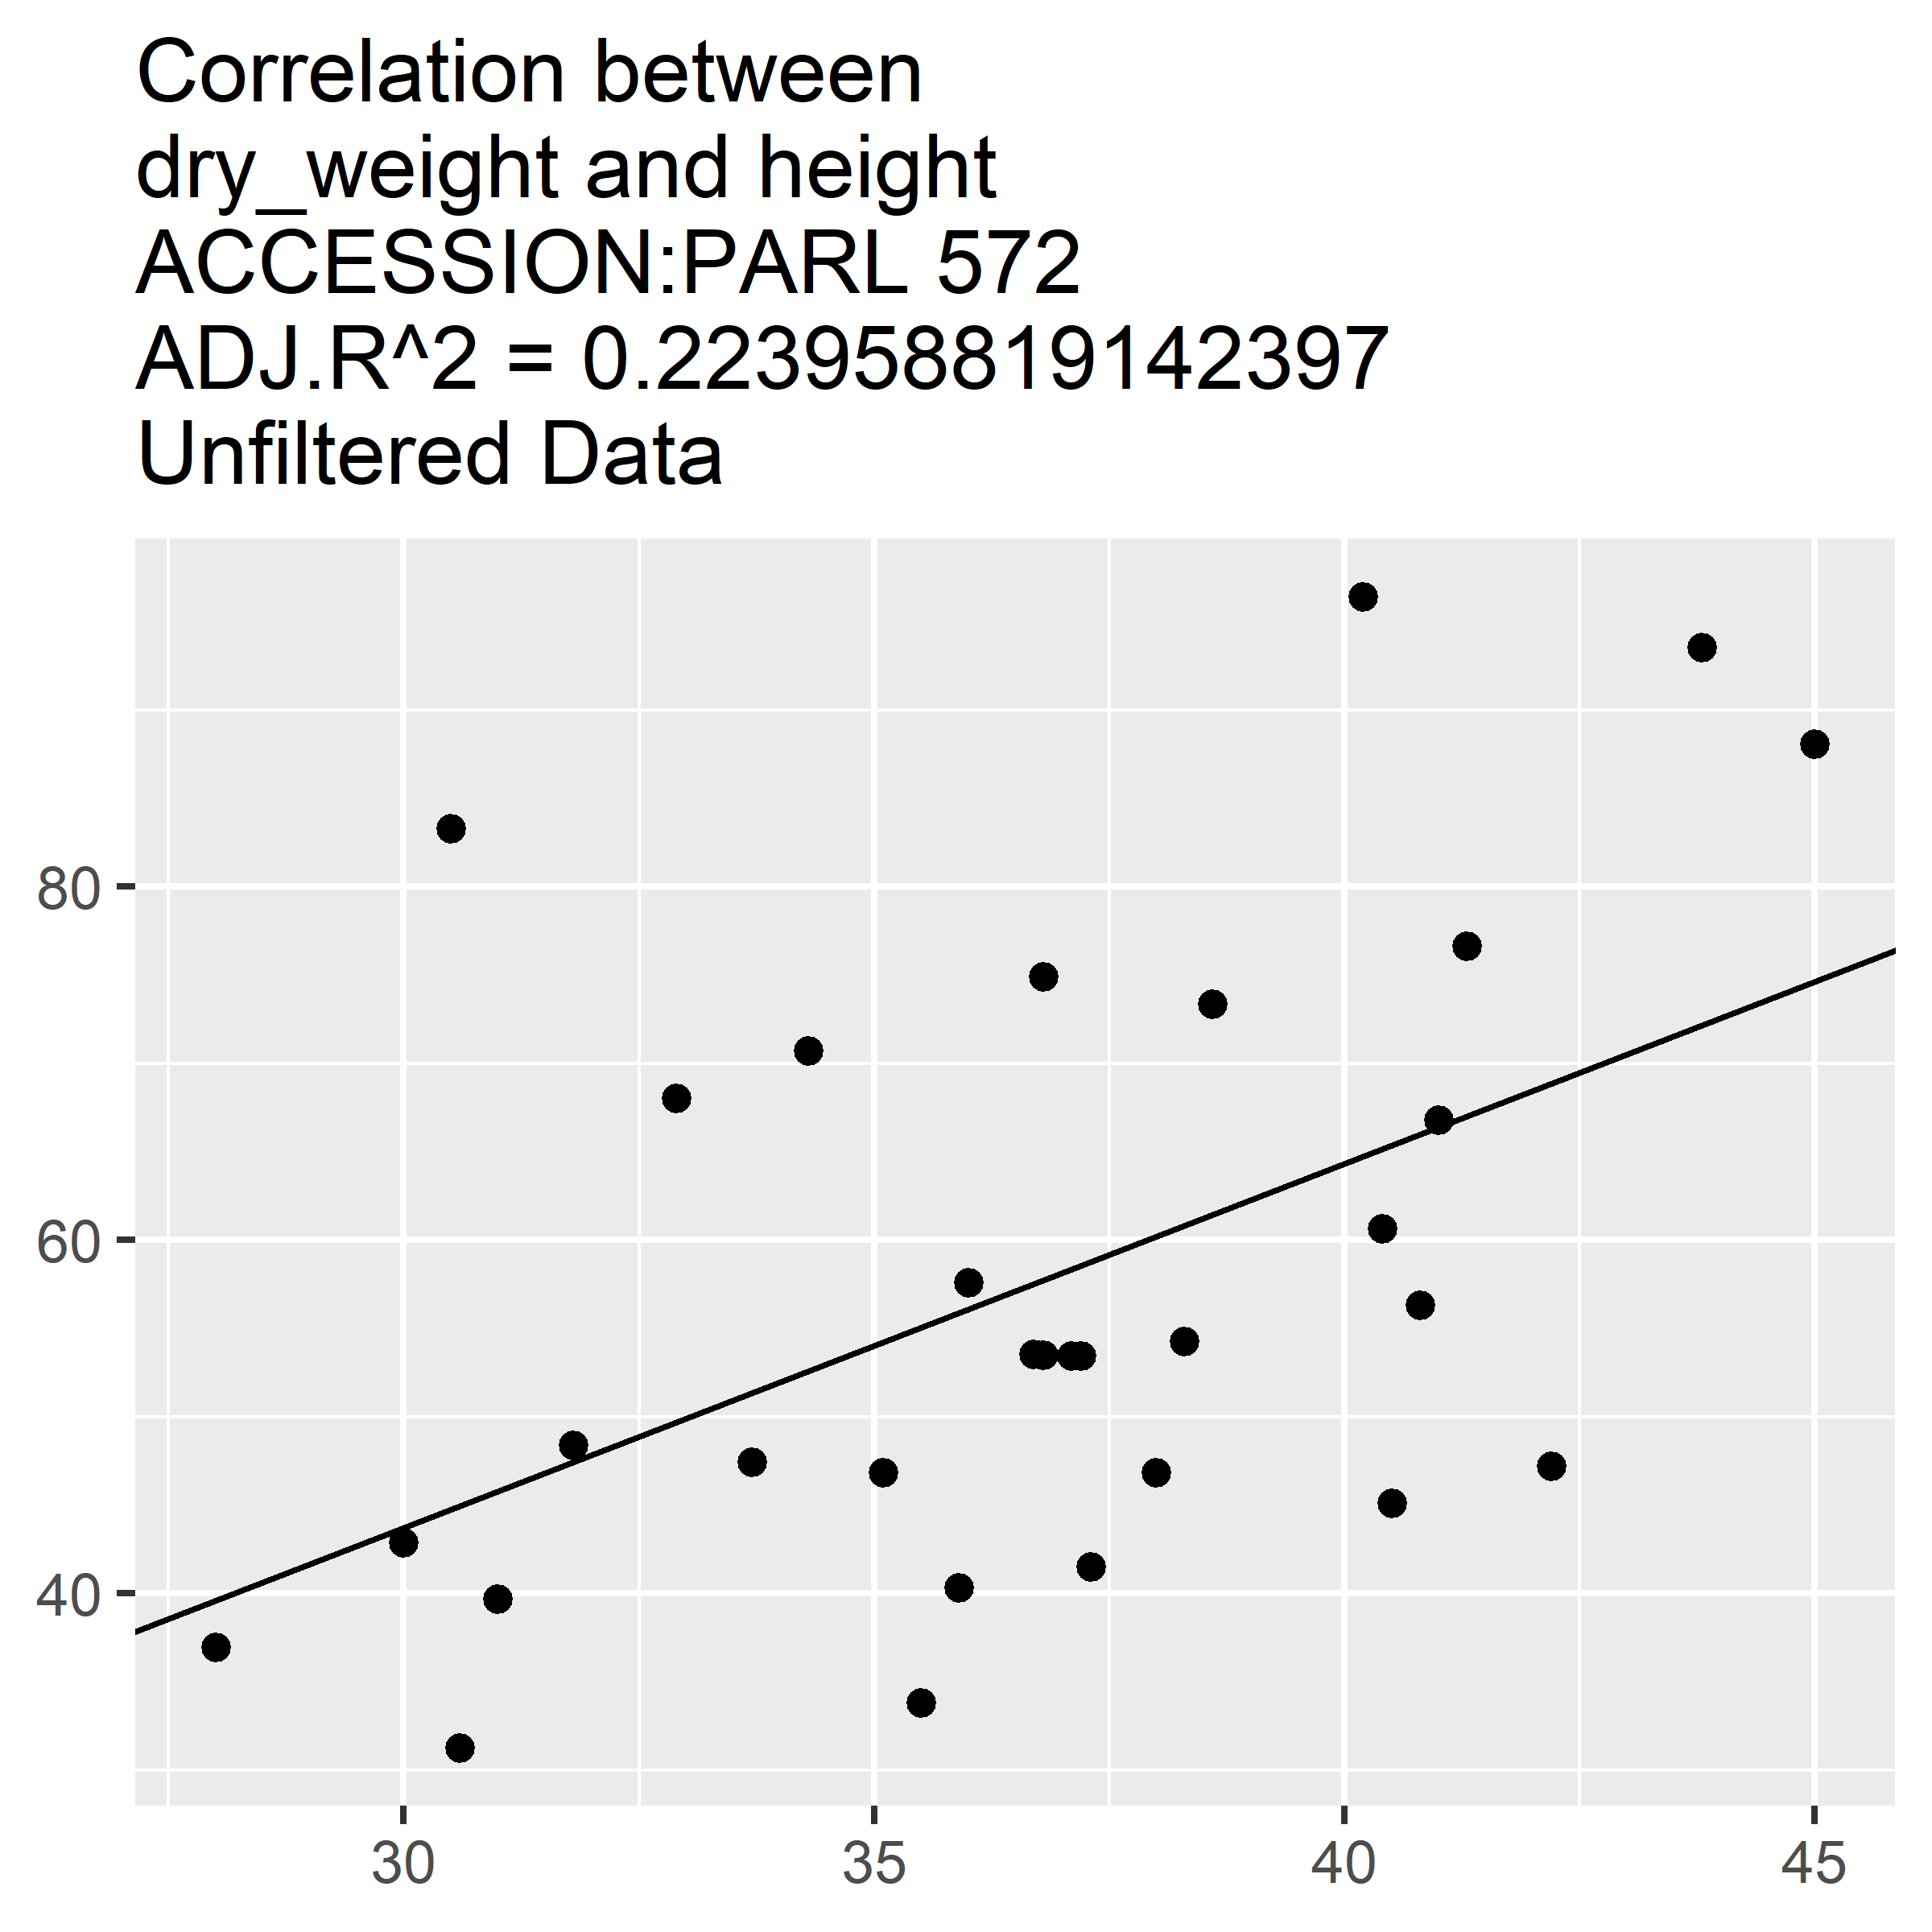 Correlation between
dry_weight and height
ACCESSION:PARL 572
ADJ.R^2 = 0.223958819142397
Unfiltered Data
80
60
40
30 35 40 45